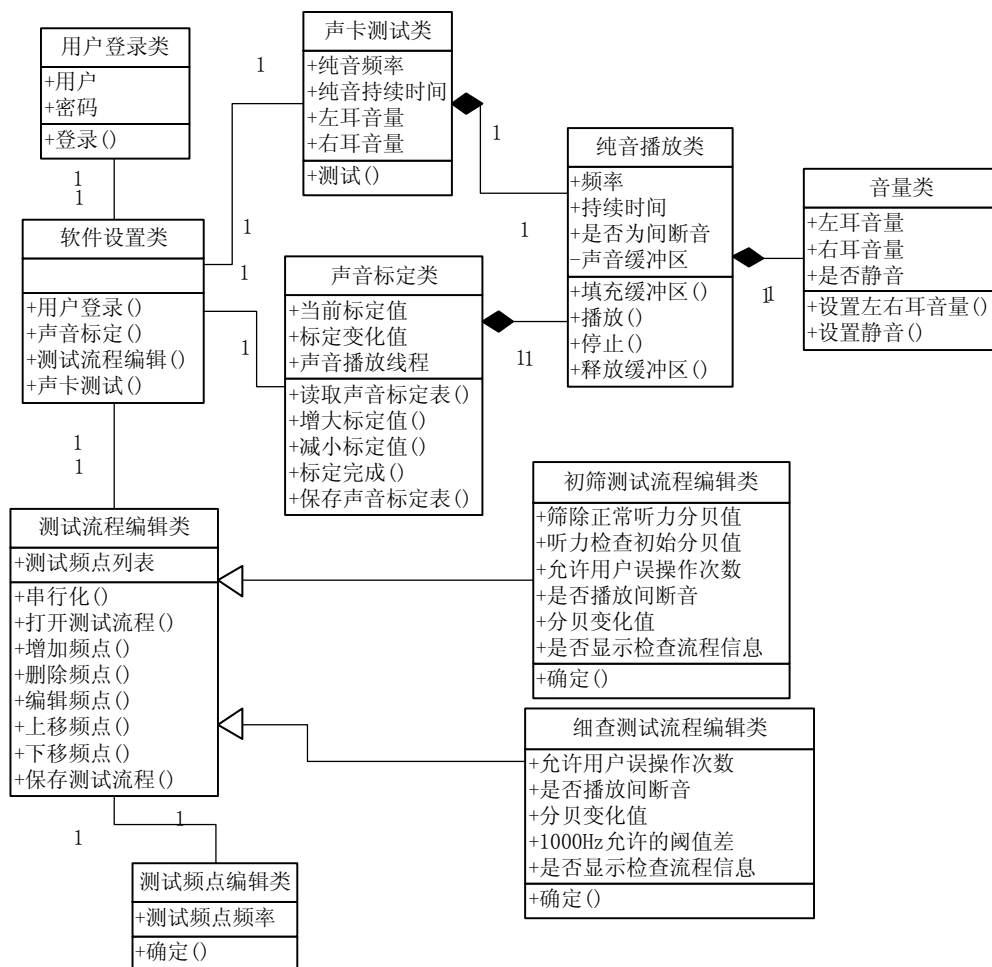 用户登录类
+用户
+密码
+登录()
声卡测试类
+纯音频率
+纯音持续时间
+左耳音量
+右耳音量
+测试()
1
1
1
1
1
纯音播放类
+频率
+持续时间
+是否为间断音
-声音缓冲区
+填充缓冲区()
+播放()
+停止()
+释放缓冲区()
音量类
+左耳音量
+右耳音量
+是否静音
+设置左右耳音量()
+设置静音()
11
软件设置类
+用户登录()
+声音标定()
+测试流程编辑()
+声卡测试()
1
1
1
声音标定类
+当前标定值
+标定变化值
+声音播放线程
+读取声音标定表()
+增大标定值()
+减小标定值()
+标定完成()
+保存声音标定表()
11
1
1
测试流程编辑类
+测试频点列表
+串行化()
+打开测试流程()
+增加频点()
+删除频点()
+编辑频点()
+上移频点()
+下移频点()
+保存测试流程()
初筛测试流程编辑类
+筛除正常听力分贝值
+听力检查初始分贝值
+允许用户误操作次数
+是否播放间断音
+分贝变化值
+是否显示检查流程信息
+确定()
细查测试流程编辑类
+允许用户误操作次数
+是否播放间断音
+分贝变化值
+1000Hz允许的阈值差
+是否显示检查流程信息
+确定()
1
1
测试频点编辑类
+测试频点频率
+确定()